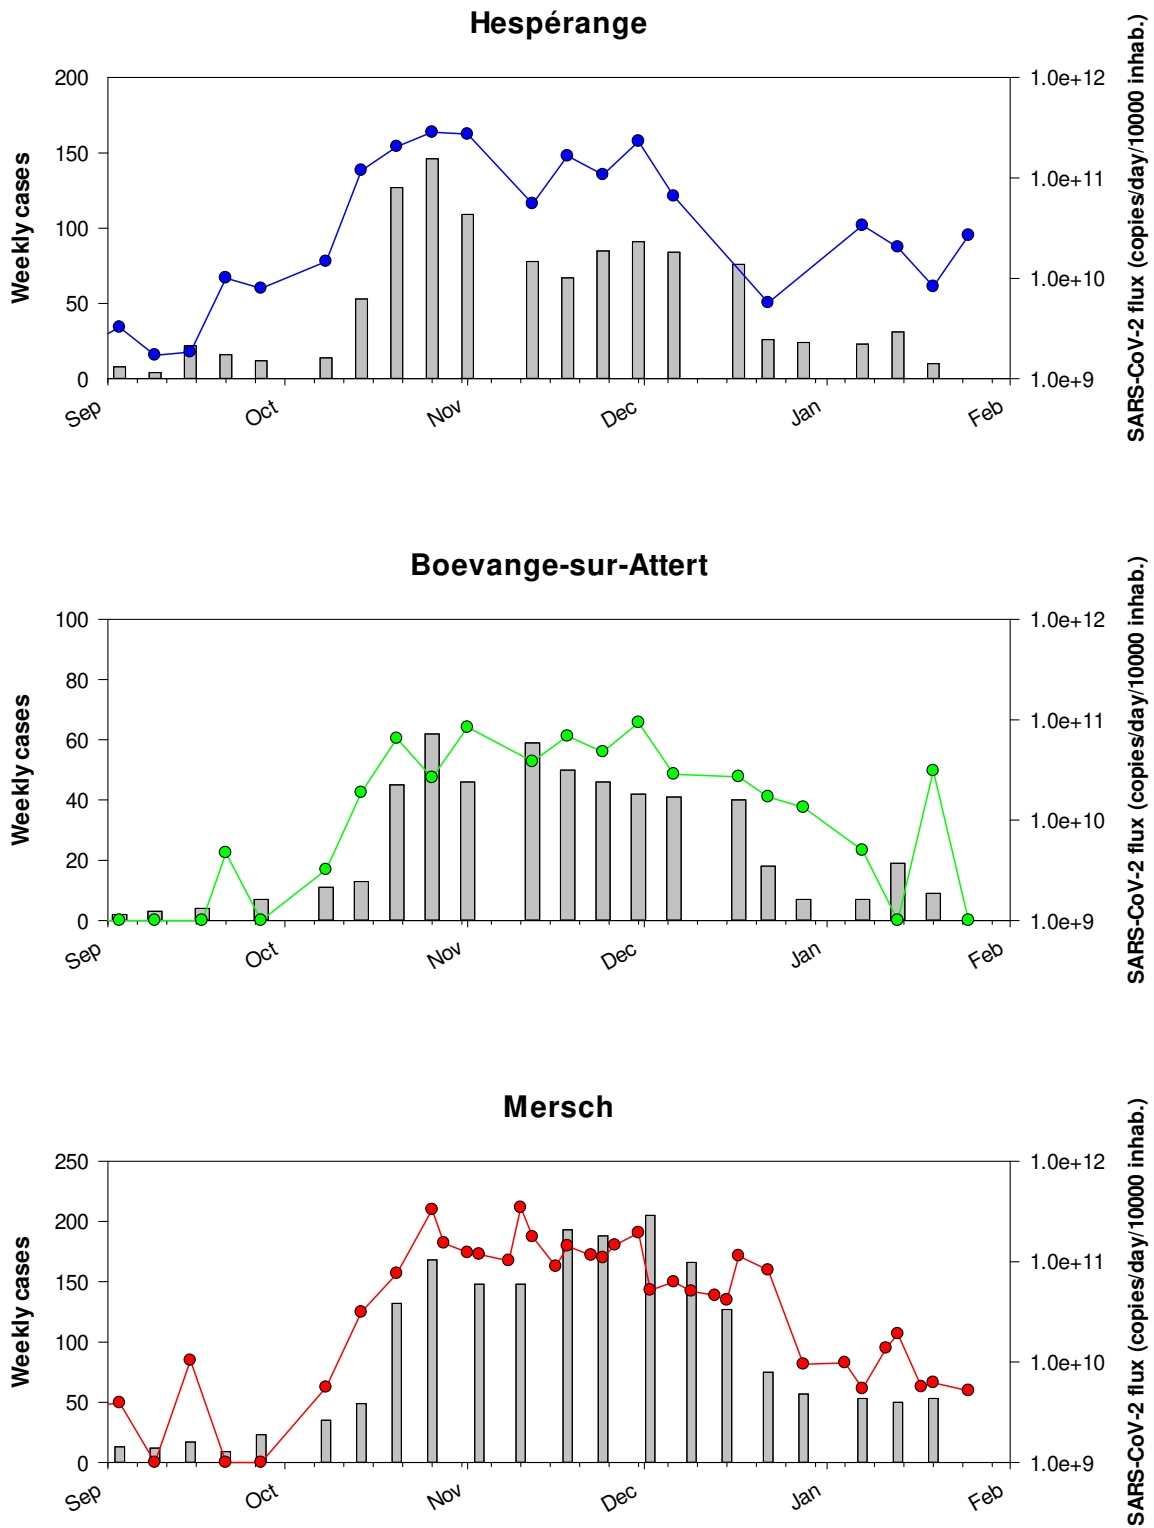 Hespérange
200
150
100
50
0
Weekly cases
1.0e+12
1.0e+11
1.0e+10
1.0e+9
SARS-CoV-2 flux (copies/day/10000 inhab.)
Sep
Oct
Nov
Dec
Jan
Feb
Boevange-sur-Attert
100
80
60
40
20
0
Weekly cases
1.0e+12
1.0e+11
1.0e+10
1.0e+9
SARS-CoV-2 flux (copies/day/10000 inhab.)
Sep
Oct
Nov
Dec
Jan
Feb
Mersch
250
200
150
100
50
0
Weekly cases
1.0e+12
1.0e+11
1.0e+10
1.0e+9
SARS-CoV-2 flux (copies/day/10000 inhab.)
Sep
Oct
Nov
Dec
Jan
Feb